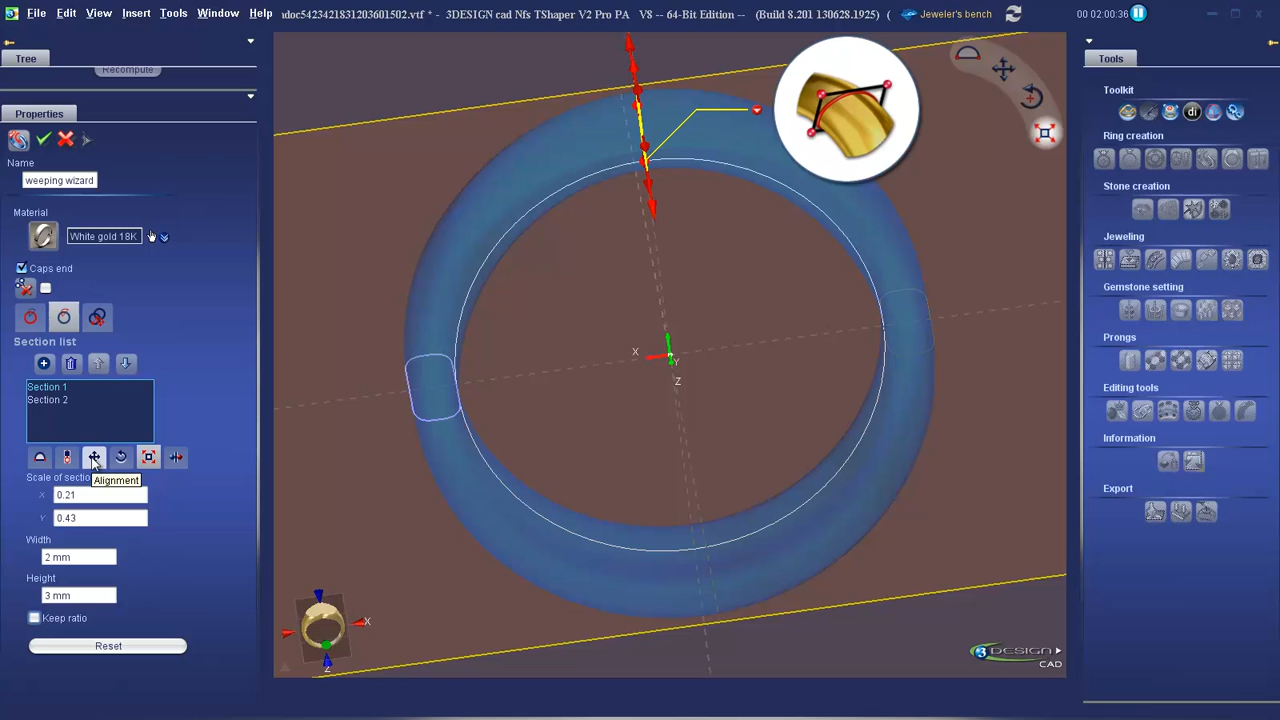 File Edit View Insert Tools Window Help
ndoc5423421831203601502.vtf * - 3DESIGN cad Nfs TShaper V2 Pro PA V8 -- 64-Bit Edition -- (Build 8.201 130628.1925) (
Jeweler's bench
00 02:00:36
Tree
Recompute
Properties
Name
weeping wizard
Material
White gold 18K
Caps end
Section list
Section 1
Section 2
Alignment
Scale of sectio
X 0.21
Y 0.43
Width
2 mm
Height
3 mm
Keep ratio
Reset
X
Y
Z
X
Z
3DESIGN
CAD
Tools
Toolkit
di
Ring creation
Stone creation
Jeweling
Gemstone setting
Prongs
Editing tools
Information
Export